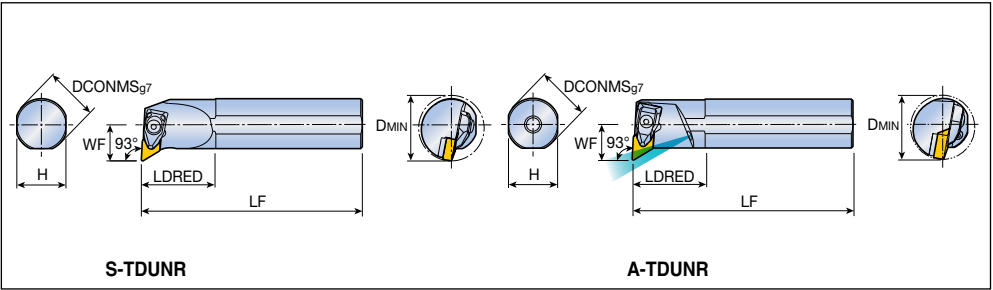 DCONMSg7
WF
93°
H
LDRED
LF
DMIN
S-TDUNR
DCONMSg7
WF
93°
H
LDRED
LF
DMIN
A-TDUNR